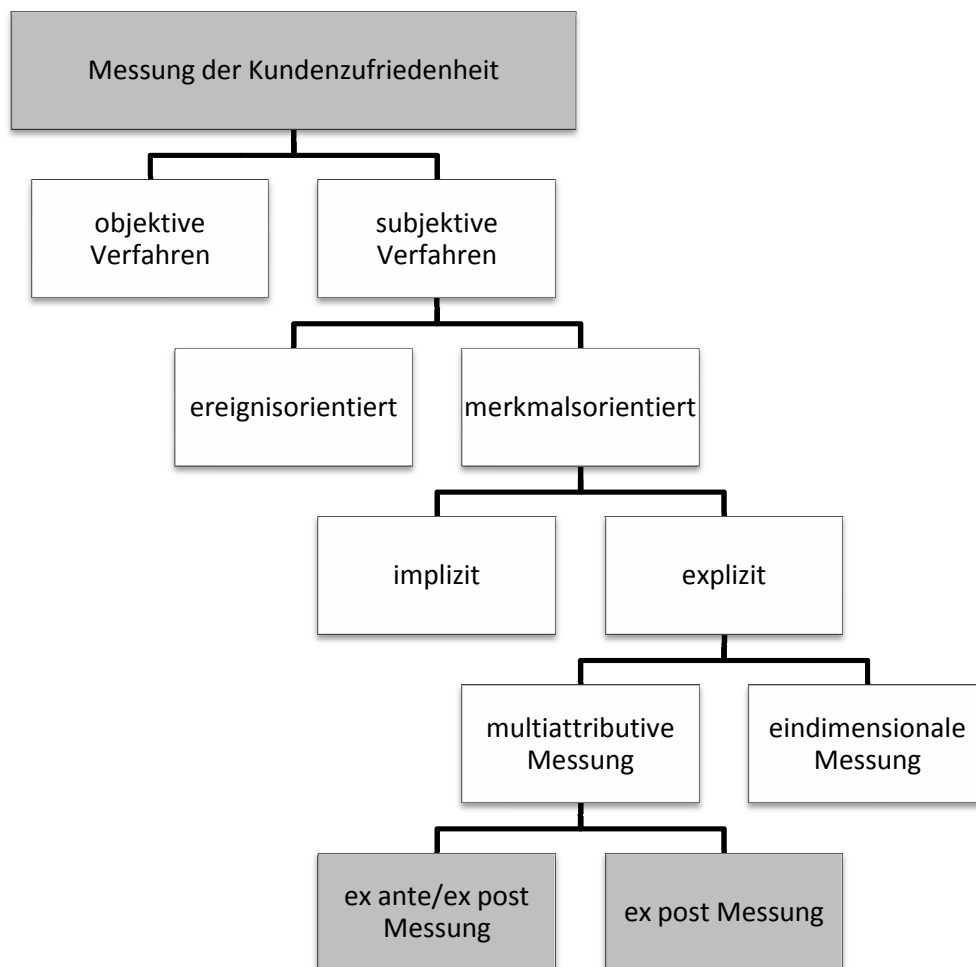 Messung der Kundenzufriedenheit
objektive
Verfahren
subjektive
Verfahren
ereignisorientiert
merkmalsorientiert
implizit
explizit
multiattributive
Messung
eindimensionale
Messung
ex ante/ex post
Messung
ex post Messung